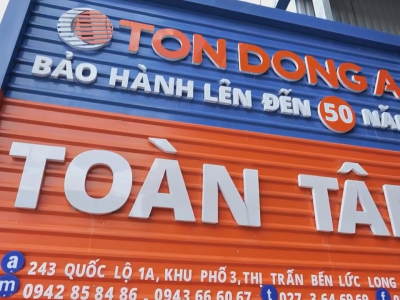 TON DONG A
BẢO HÀNH LÊN ĐẾN 50 NĂM
TOÀN TÂ
a 243 QUỐC LỘ 1A, KHU PHỐ 3, THỊ TRẤN BẾN LỨC LONG
m 0942 85 84 86 - 0943 66 60 67 t 027 3 64 69 69 f